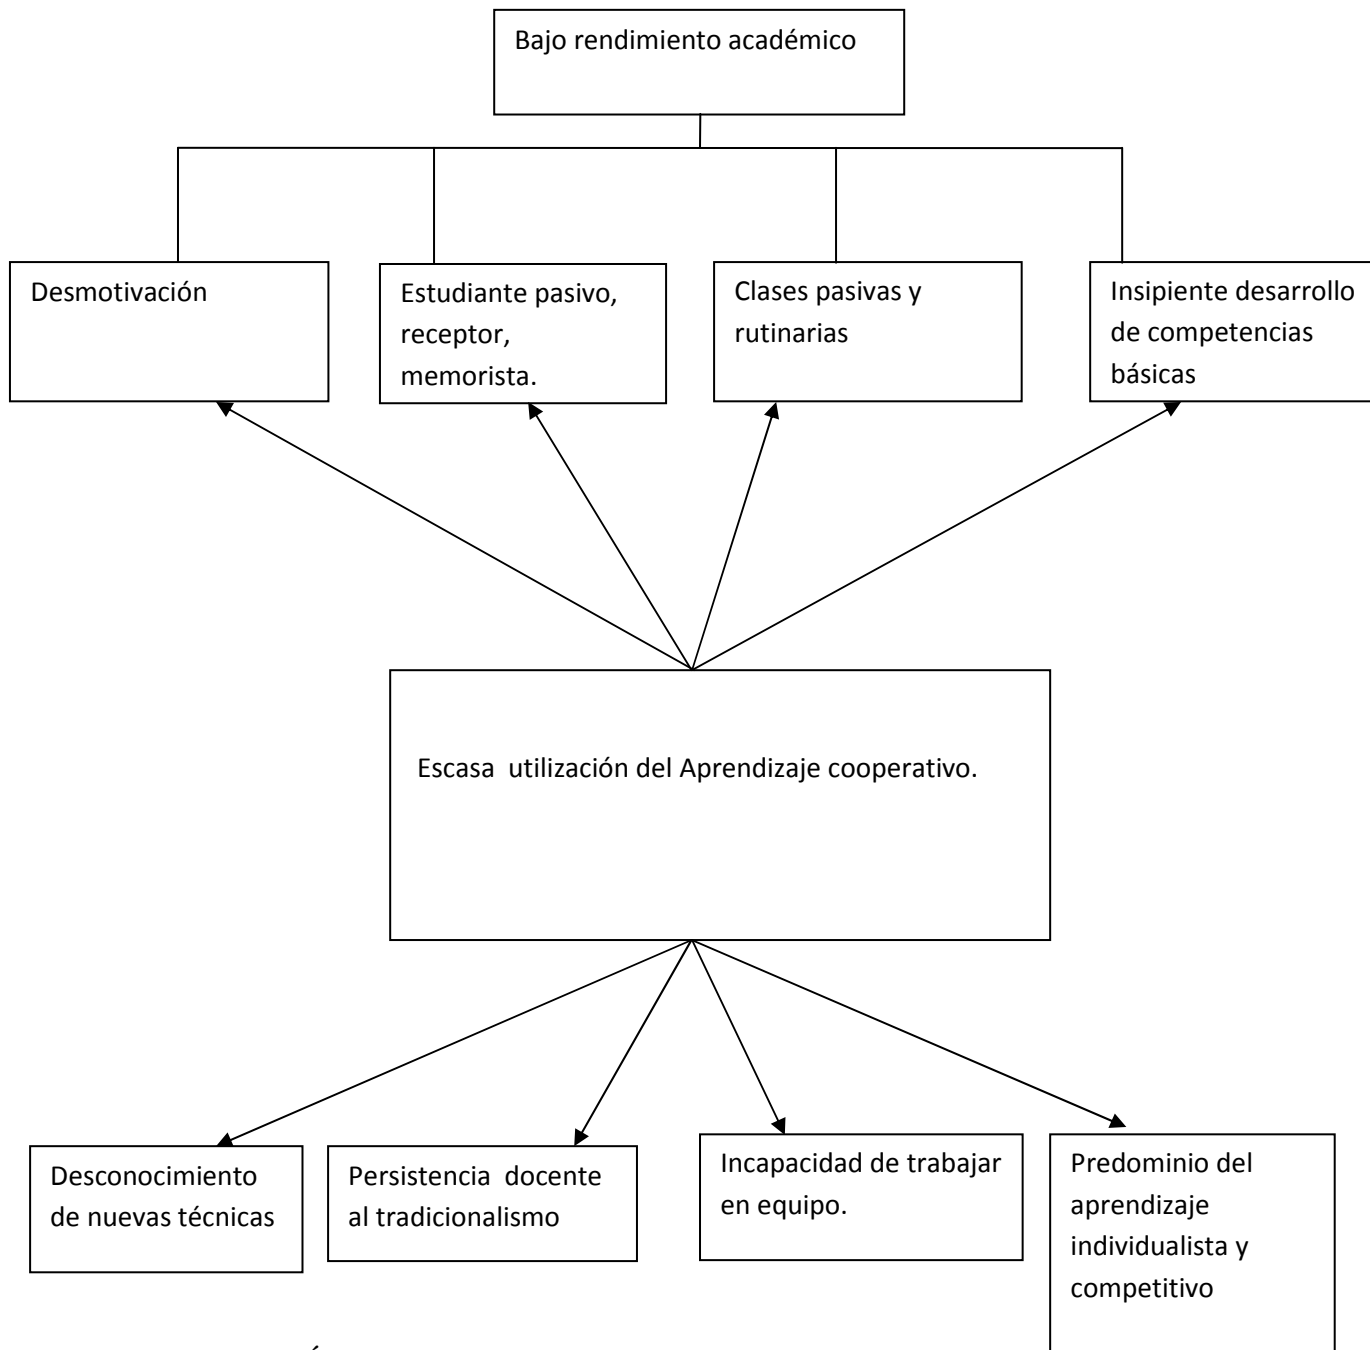 Bajo rendimiento académico
Desmotivación
Estudiante pasivo,
receptor,
memorista.
Clases pasivas y
rutinarias
Insipiente desarrollo
de competencias
básicas
Escasa  utilización del Aprendizaje cooperativo.
Desconocimiento
de nuevas técnicas
Persistencia  docente
al tradicionalismo
Incapacidad de trabajar
en equipo.
Predominio del
aprendizaje
individualista y
competitivo